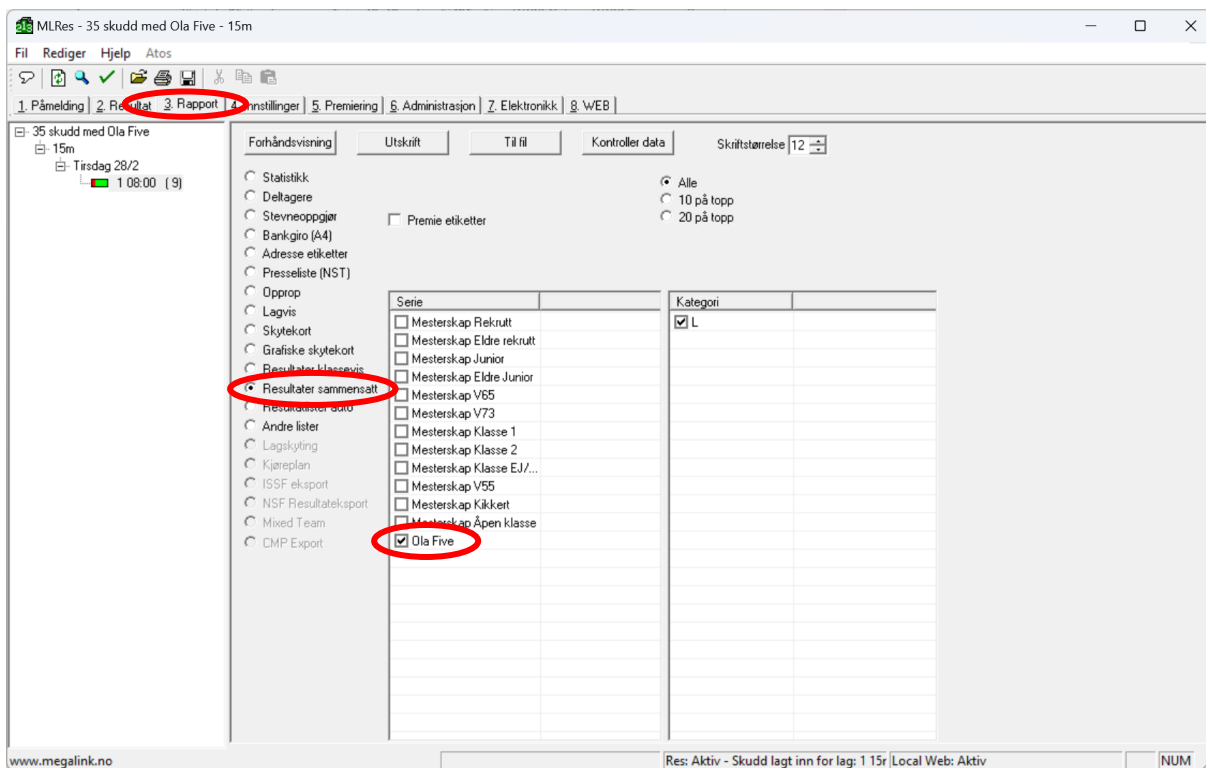 MLRes - 35 skudd med Ola Five - 15m
Fil Rediger Hjelp Atos
1. Påmelding 2. Resultat 3. Rapport 4. Innstillinger 5. Premiering 6. Administrasjon 7. Elektronikk 8. WEB
35 skudd med Ola Five
15m
Tirsdag 28/2
1 08:00 ( 9)
Forhåndsvisning Utskrift Til fil Kontroller data Skriftstørrelse 12
Statistikk
Deltagere
Stevneoppgjør
Bankgiro (A4)
Adresse etiketter
Presseliste (NST)
Opprop
Lagvis
Skytekort
Grafiske skytekort
Resultater klassevis
Resultater sammensatt
Resultatlister auto
Andre lister
Lagskyting
Kjøreplan
ISSF eksport
NSF Resultateksport
Mixed Team
CMP Export
Premie etiketter
Alle
10 på topp
20 på topp
Serie
Mesterskap Rekrutt
Mesterskap Eldre rekrutt
Mesterskap Junior
Mesterskap Eldre Junior
Mesterskap V65
Mesterskap V73
Mesterskap Klasse 1
Mesterskap Klasse 2
Mesterskap Klasse EJ/...
Mesterskap V55
Mesterskap Kikkert
Mesterskap Åpen klasse
Ola Five
Kategori
L
www.megalink.no Res: Aktiv - Skudd lagt inn for lag: 1 15r Local Web: Aktiv NUM